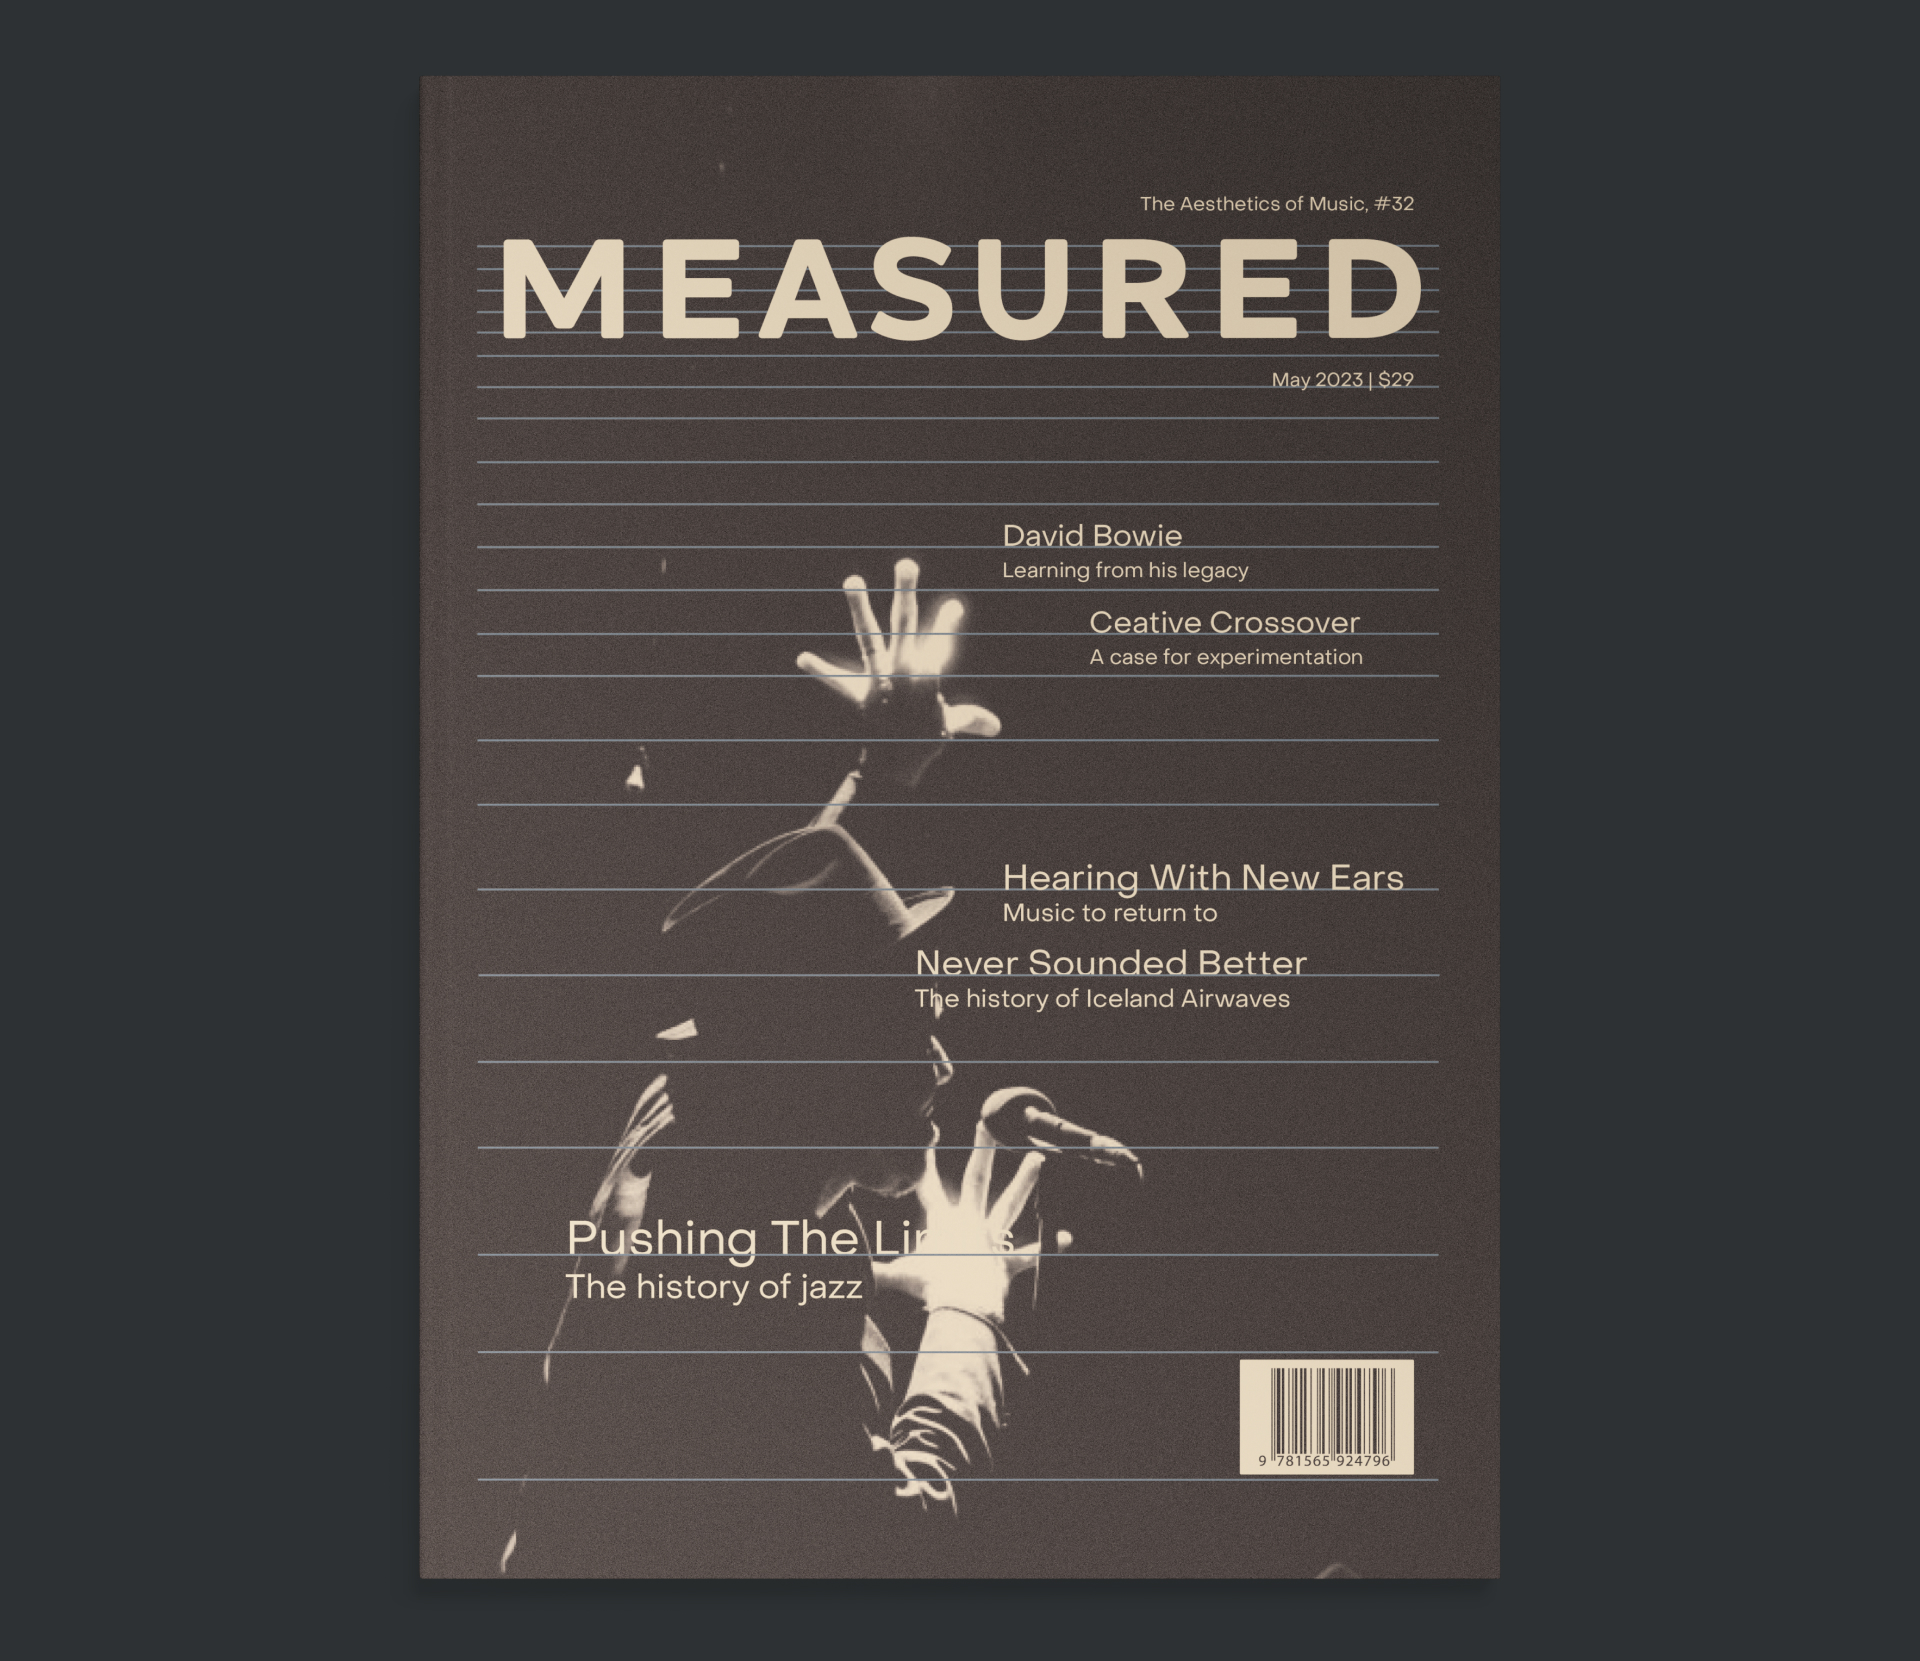 The Aesthetics of Music, #32
MEASURED
May 2023 | $29
David Bowie
Learning from his legacy
Ceative Crossover
A case for experimentation
Hearing With New Ears
Music to return to
Never Sounded Better
The history of Iceland Airwaves
Pushing The
The history of jazz
9 781565 924796